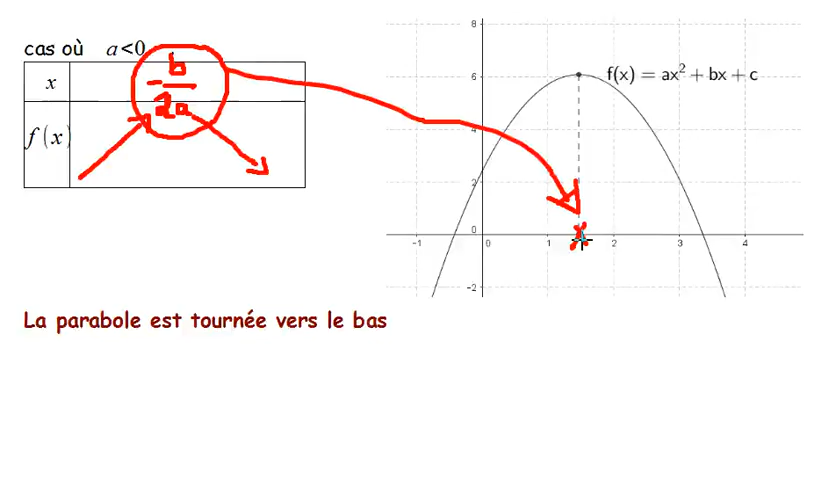 cas où a<0
x -b/2a
f(x)
La parabole est tournée vers le bas
8
f(x) = ax² + bx + c
6
4
2
0
-1 0 1 2 3 4
-2
x